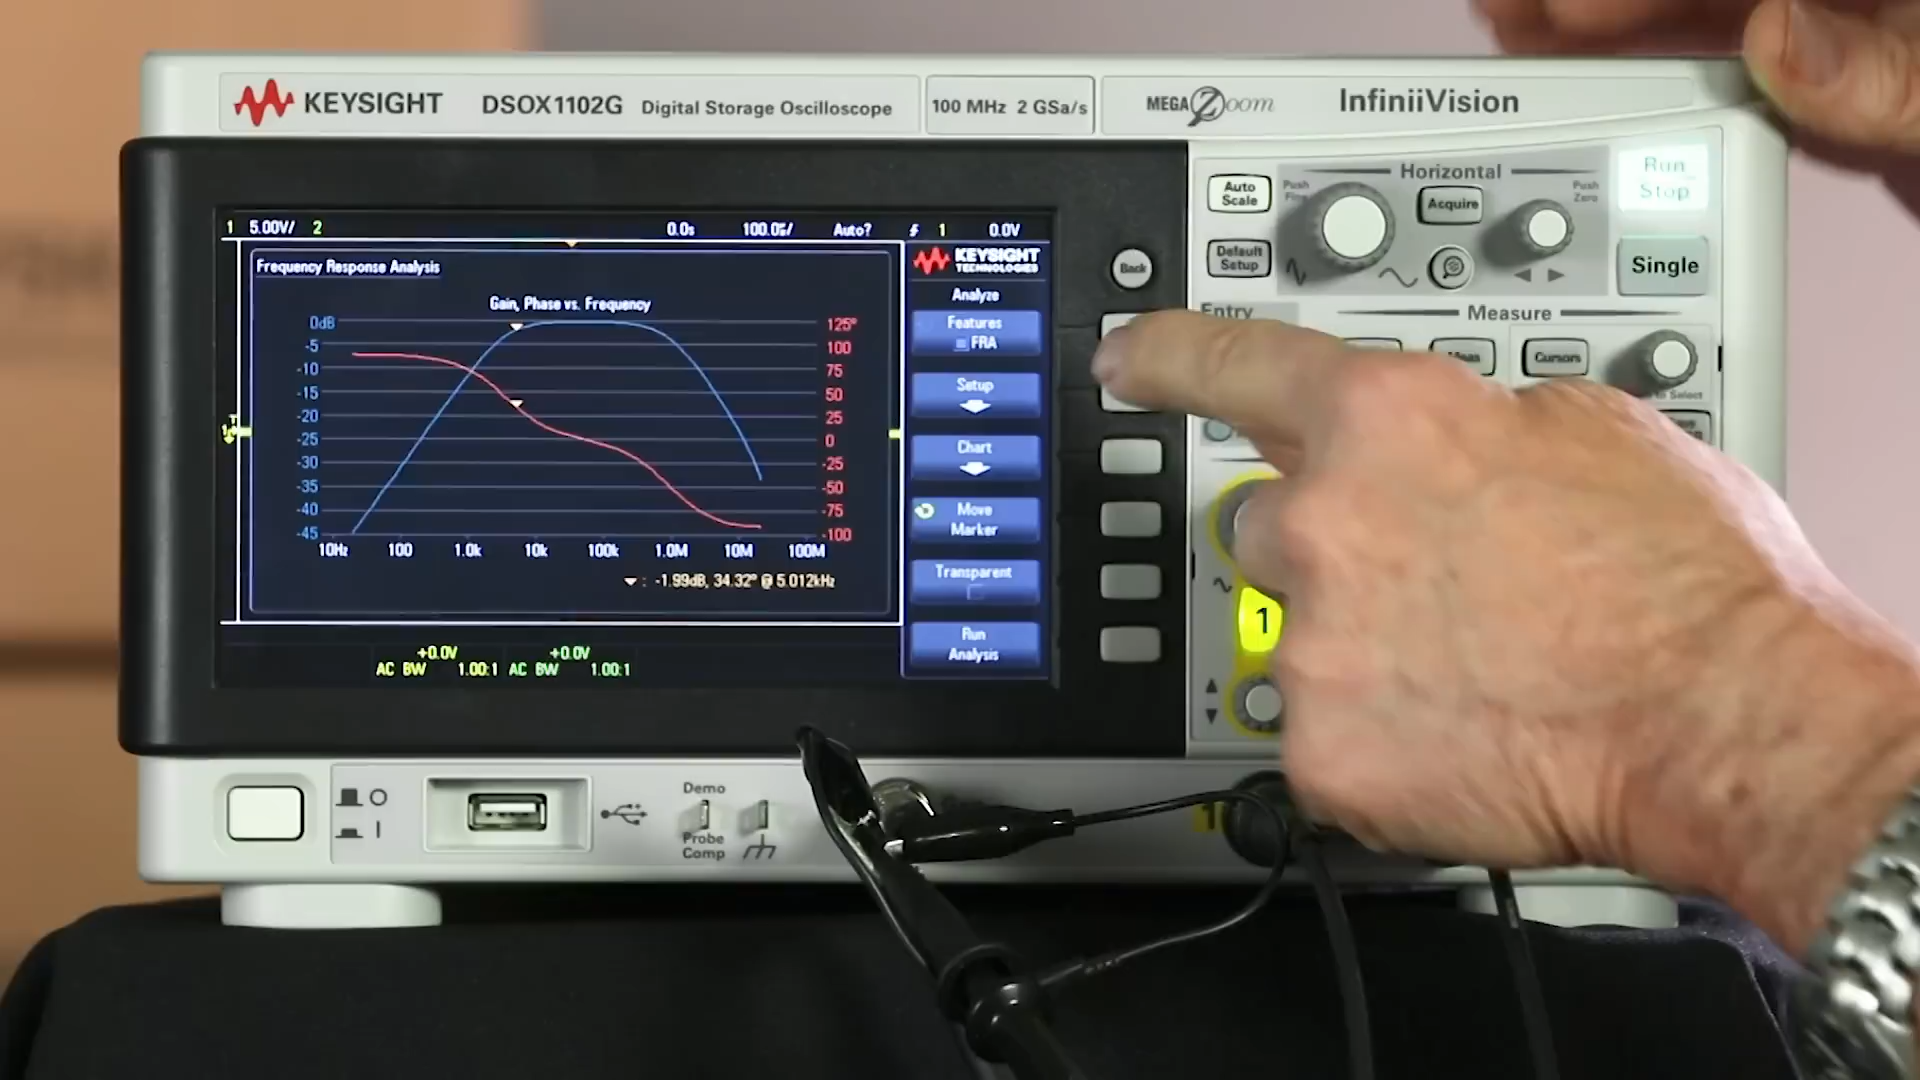 KEYSIGHT DSOX1102G Digital Storage Oscilloscope 100 MHz 2 GSa/s MEGA Zoom InfiniiVision
Run
Stop
Horizontal
Auto
Scale
Push
Acquire
Push
Zero
Default
Setup
Single
Back
Entry
Measure
Cursors
1 5.00V/ 2 0.0s 100.0s/ Auto? 1 0.0V
Frequency Response Analysis
Gain, Phase vs. Frequency
0dB
-5
-10
-15
-20
-25
-30
-35
-40
-45
125°
100
75
50
25
0
-25
-50
-75
-100
10Hz 100 1.0k 10k 100k 1.0M 10M 100M
: -1.99dB, 34.32° @ 5.012kHz
+0.0V +0.0V
AC BW 1.00:1 AC BW 1.00:1
KEYSIGHT
TECHNOLOGIES
Analyze
Features
FRA
Setup
Chart
Move
Marker
Transparent
Run
Analysis
1
Demo
Probe
Comp
1